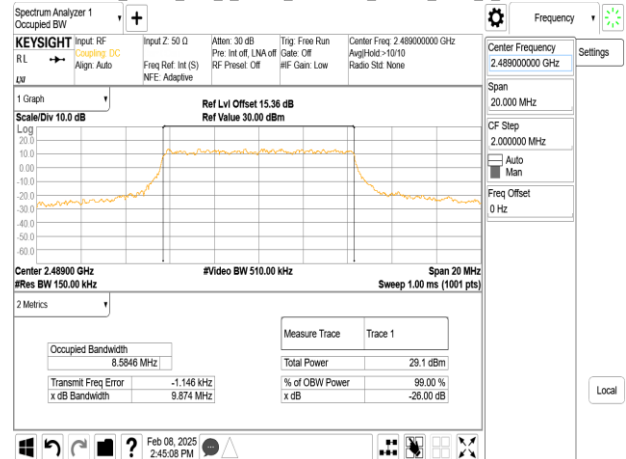 Spectrum Analyzer 1
Occupied BW
Frequency
KEYSIGHT
RL
Input: RF
Coupling: DC
Align: Auto
Input Z: 50 Ω
Freq Ref: Int (S)
NFE: Adaptive
Atten: 30 dB
Pre: Int off, LNA off
RF Preset: Off
Trig: Free Run
Gate: Off
#IF Gain: Low
Center Freq: 2.489000000 GHz
Avg|Hold:>10/10
Radio Std: None
Center Frequency
2.489000000 GHz
Settings
Span
20.000 MHz
CF Step
2.000000 MHz
Auto
Man
Freq Offset
0 Hz
Local
1 Graph
Ref Lvl Offset 15.36 dB
Scale/Div 10.0 dB
Ref Value 30.00 dBm
Log
20.0
10.0
0.00
-10.0
-20.0
-30.0
-40.0
-50.0
-60.0
Center 2.48900 GHz
#Video BW 510.00 kHz
Span 20 MHz
#Res BW 150.00 kHz
Sweep 1.00 ms (1001 pts)
2 Metrics
Measure Trace Trace 1
Occupied Bandwidth
8.5846 MHz
Total Power 29.1 dBm
Transmit Freq Error -1.146 kHz
% of OBW Power 99.00 %
x dB Bandwidth 9.874 MHz
x dB -26.00 dB
Feb 08, 2025
2:45:08 PM